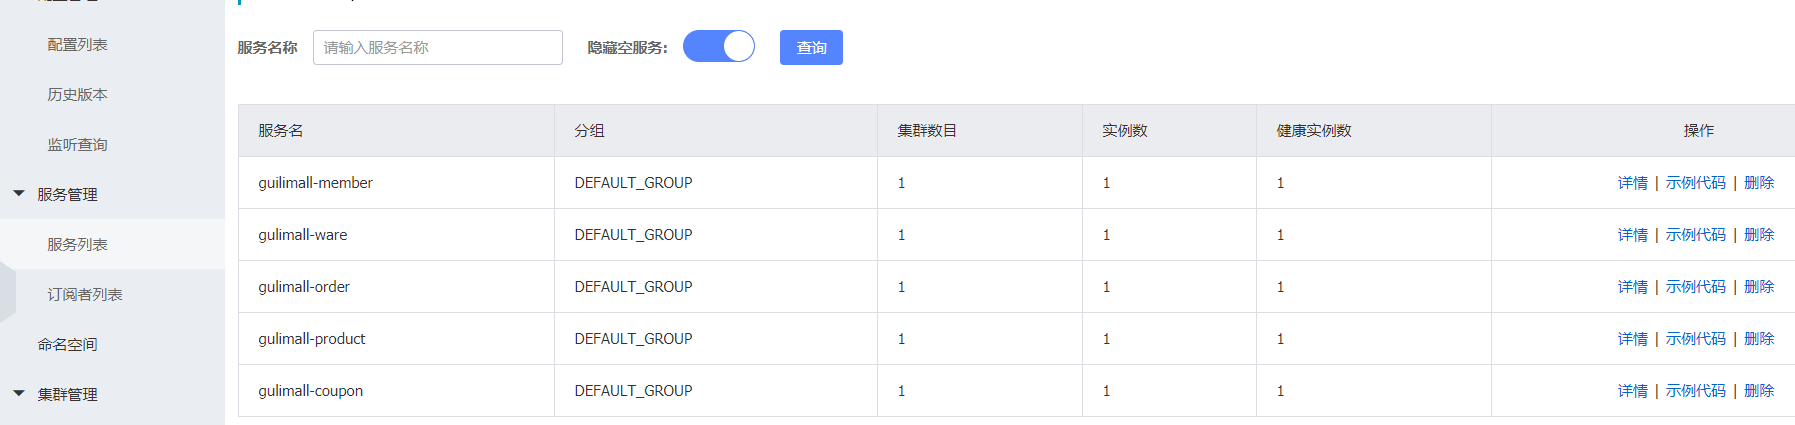 配置列表
历史版本
监听查询
服务管理
服务列表
订阅者列表
命名空间
集群管理
服务名称 请输入服务名称 隐藏空服务: 查询
服务名 分组 集群数目 实例数 健康实例数 操作
guilimall-member DEFAULT_GROUP 1 1 1 详情 | 示例代码 | 删除
gulimall-ware DEFAULT_GROUP 1 1 1 详情 | 示例代码 | 删除
gulimall-order DEFAULT_GROUP 1 1 1 详情 | 示例代码 | 删除
gulimall-product DEFAULT_GROUP 1 1 1 详情 | 示例代码 | 删除
gulimall-coupon DEFAULT_GROUP 1 1 1 详情 | 示例代码 | 删除